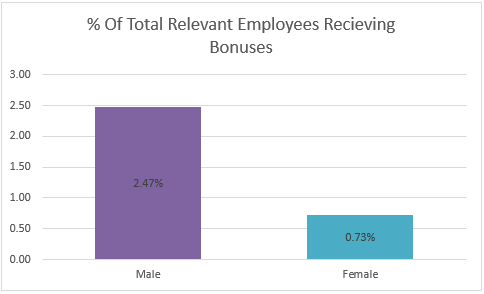 % Of Total Relevant Employees Recieving
Bonuses
3.00
2.50
2.00
1.50
1.00
0.50
0.00
2.47%
0.73%
Male
Female